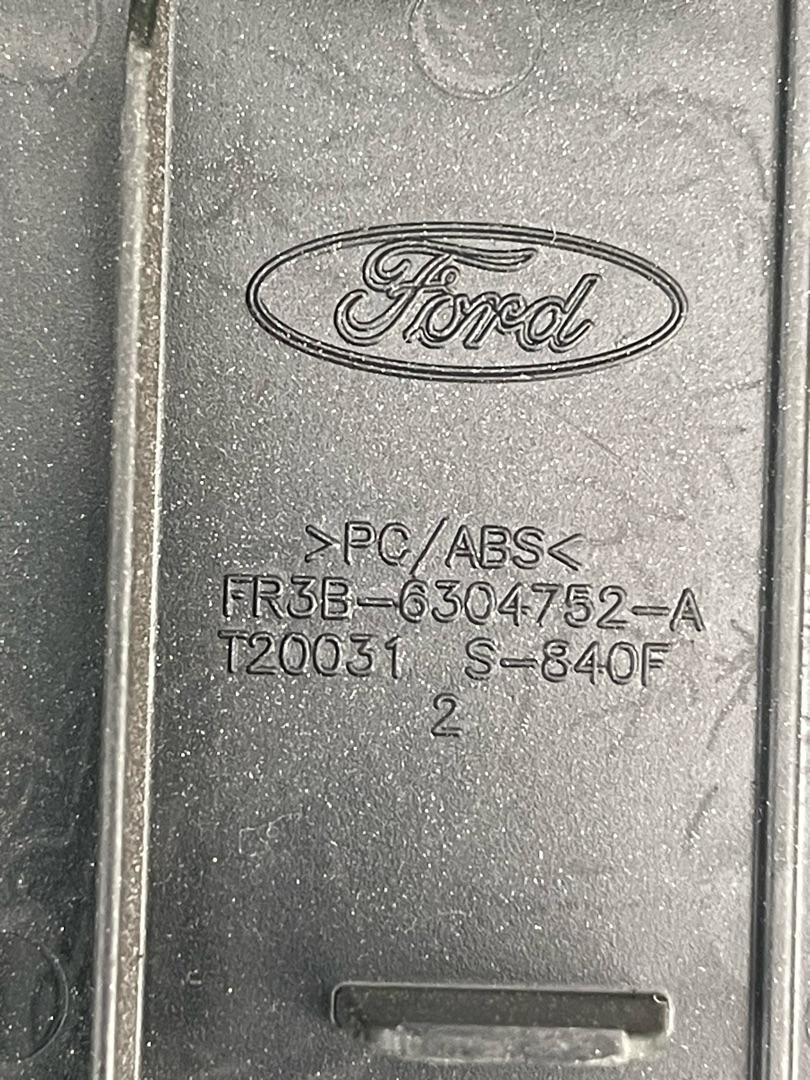 Ford
>PC/ABS<
FR3B-6304752-A
T20031 S-840F
2